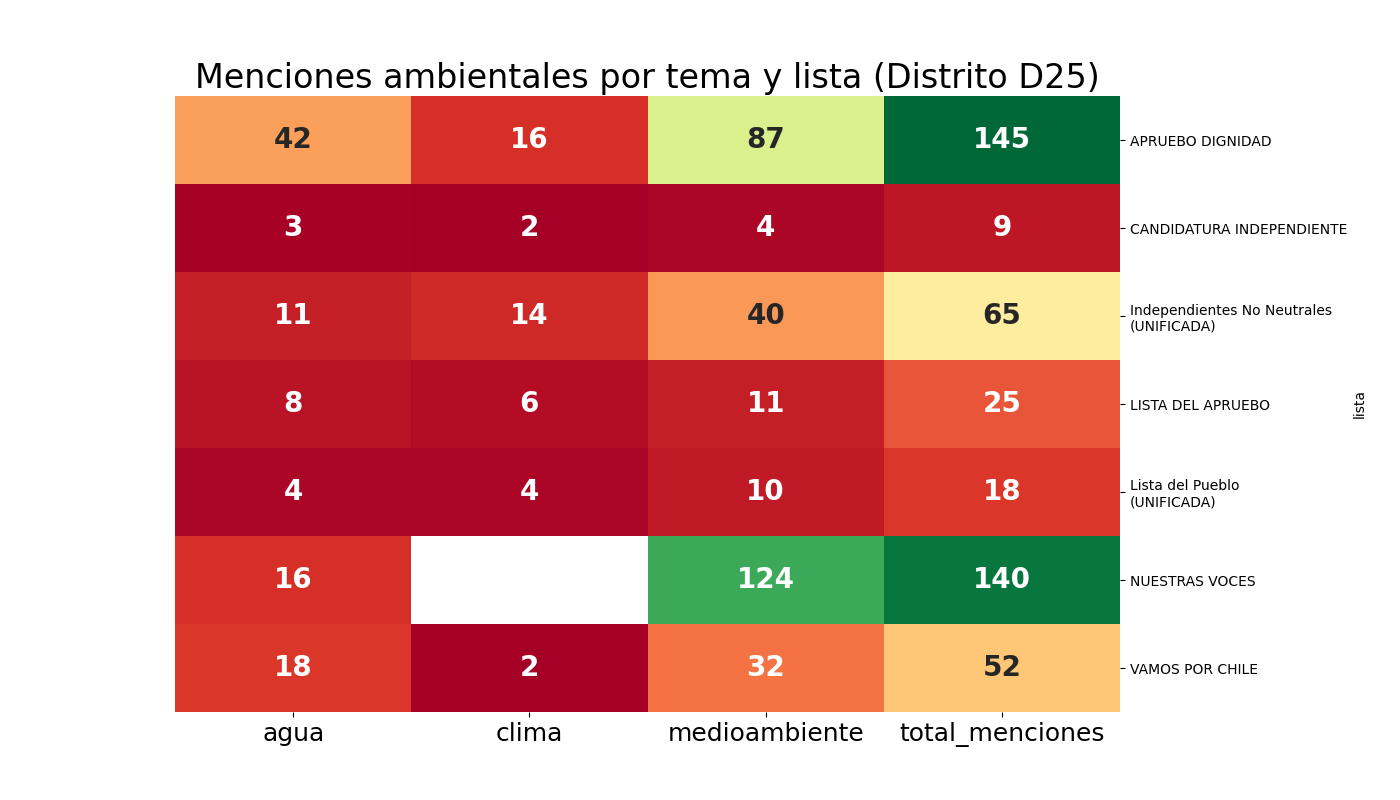 Menciones ambientales por tema y lista (Distrito D25)
42 16 87 145 APRUEBO DIGNIDAD
3 2 4 9 CANDIDATURA INDEPENDIENTE
11 14 40 65 Independientes No Neutrales
(UNIFICADA)
8 6 11 25 LISTA DEL APRUEBO
4 4 10 18 Lista del Pueblo
(UNIFICADA)
16 124 140 NUESTRAS VOCES
18 2 32 52 VAMOS POR CHILE
lista
agua clima medioambiente total_menciones